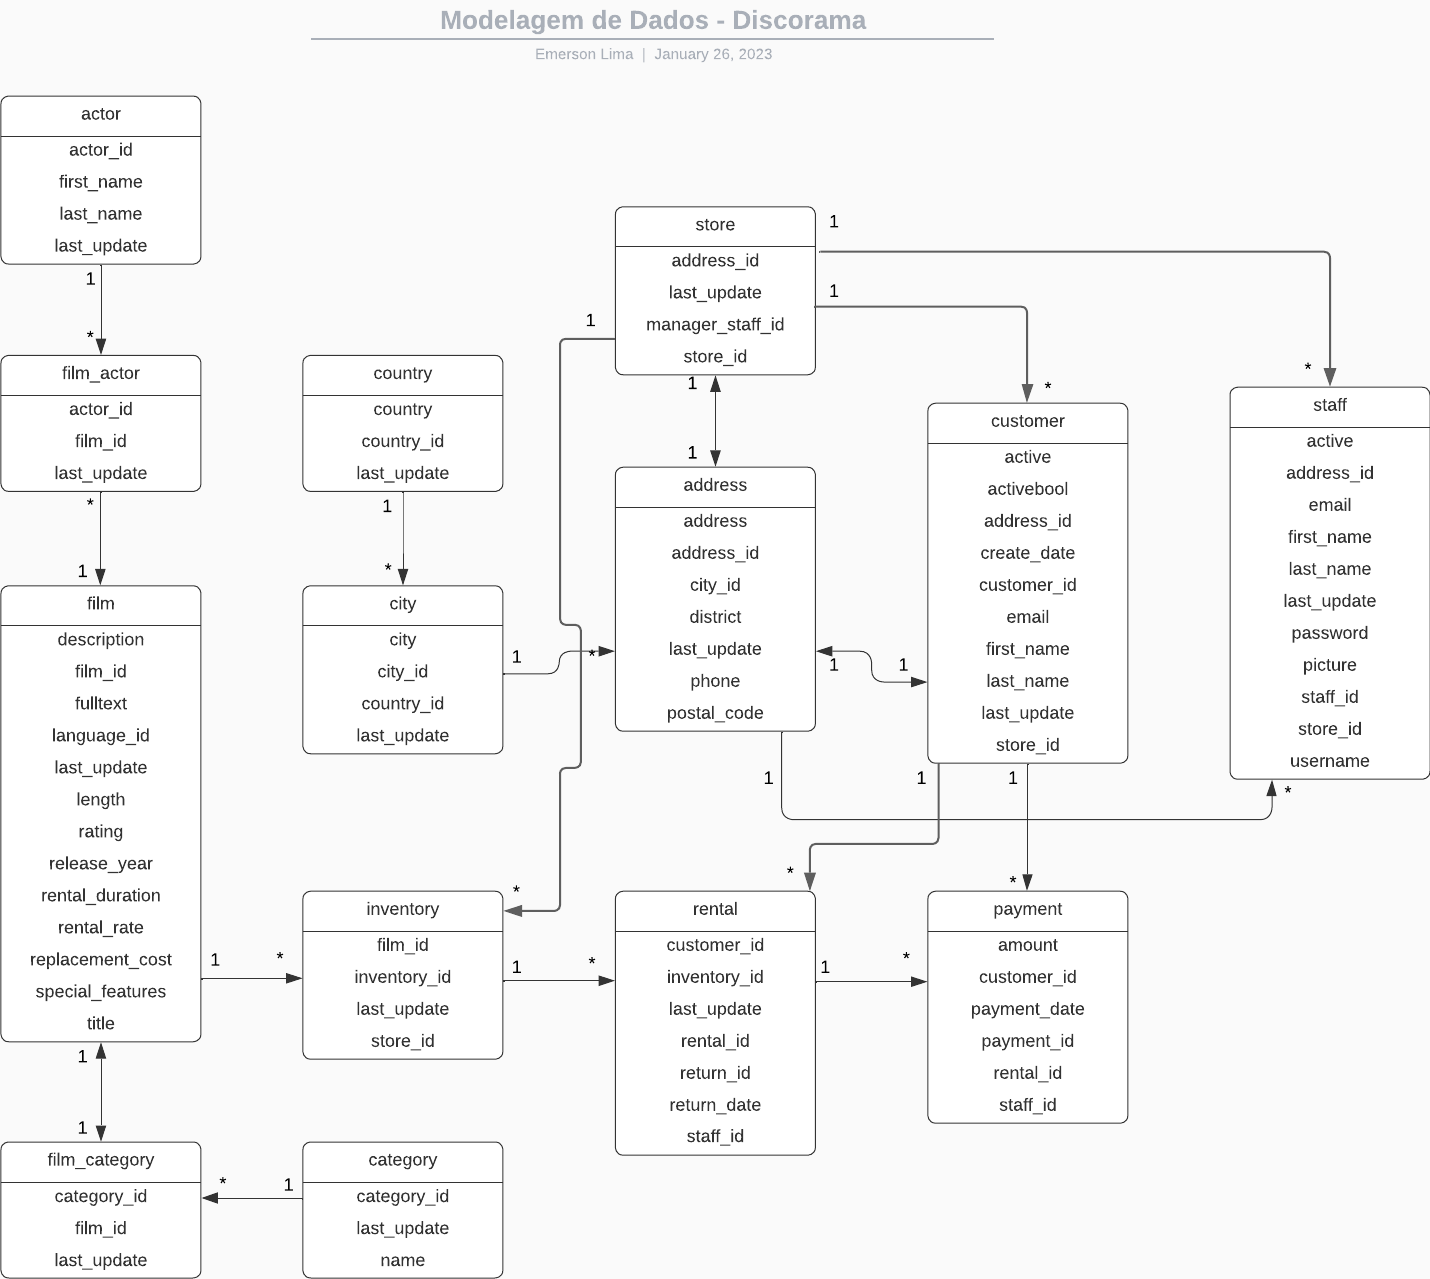 Modelagem de Dados - Discorama
Emerson Lima | January 26, 2023
actor
actor_id
first_name
last_name
last_update
1
*
film_actor
actor_id
film_id
last_update
*
1
film
description
film_id
fulltext
language_id
last_update
length
rating
release_year
rental_duration
rental_rate
replacement_cost
special_features
title
1
*
1
1
film_category
category_id
film_id
last_update
*
1
category
category_id
last_update
name
country
country
country_id
last_update
1
*
city
city
city_id
country_id
last_update
1
*
inventory
film_id
inventory_id
last_update
store_id
*
1
*
store
address_id
last_update
manager_staff_id
store_id
1
1
1
1
1
address
address
address_id
city_id
district
last_update
phone
postal_code
1
1
1
*
rental
customer_id
inventory_id
last_update
rental_id
return_id
return_date
staff_id
1
*
*
customer
active
activebool
address_id
create_date
customer_id
email
first_name
last_name
last_update
store_id
1
1
*
payment
amount
customer_id
payment_date
payment_id
rental_id
staff_id
*
staff
active
address_id
email
first_name
last_name
last_update
password
picture
staff_id
store_id
username
*